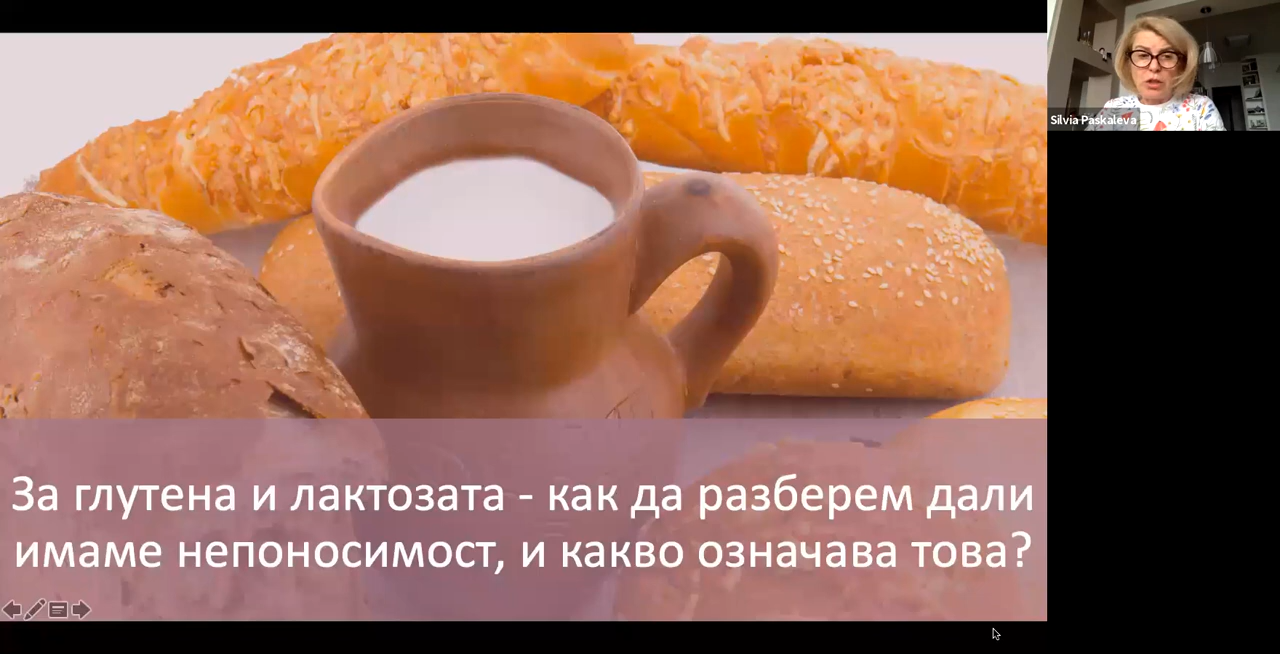 Silvia Paskaleva
За глутена и лактозата - как да разберем дали
имаме непоносимост, и какво означава това?